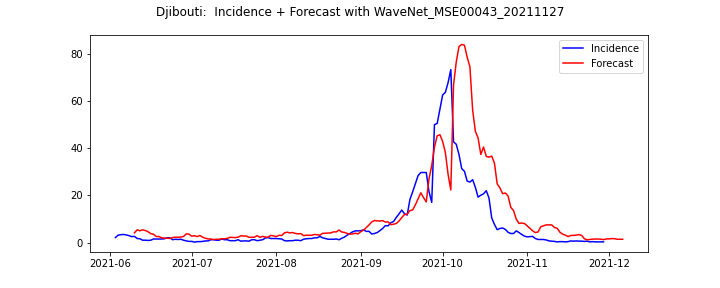 Djibouti:  Incidence + Forecast with WaveNet_MSE00043_20211127
Incidence
Forecast
80
60
40
20
0
2021-06 2021-07 2021-08 2021-09 2021-10 2021-11 2021-12